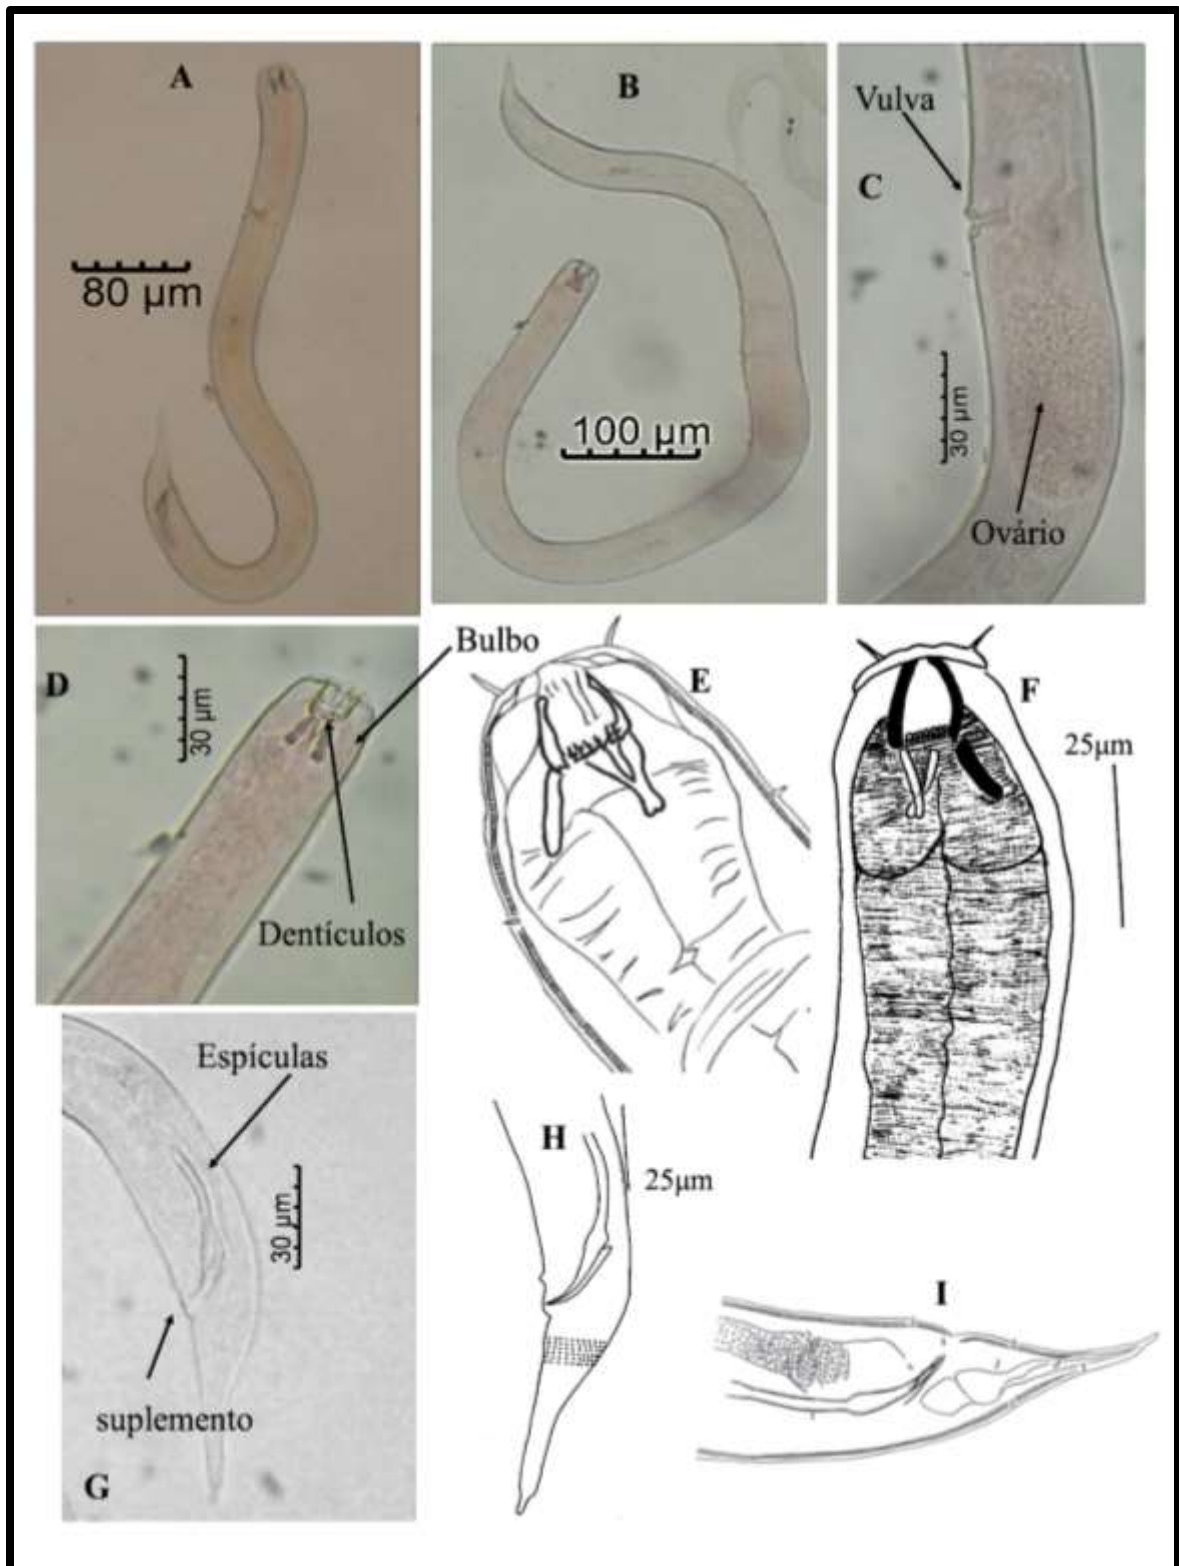 A
80 µm
B
100 µm
Vulva
C
30 µm
Ovário
D
30 µm
Bulbo
Dentículos
E
F
25µm
Espículas
30 µm
suplemento
G
H
25µm
I